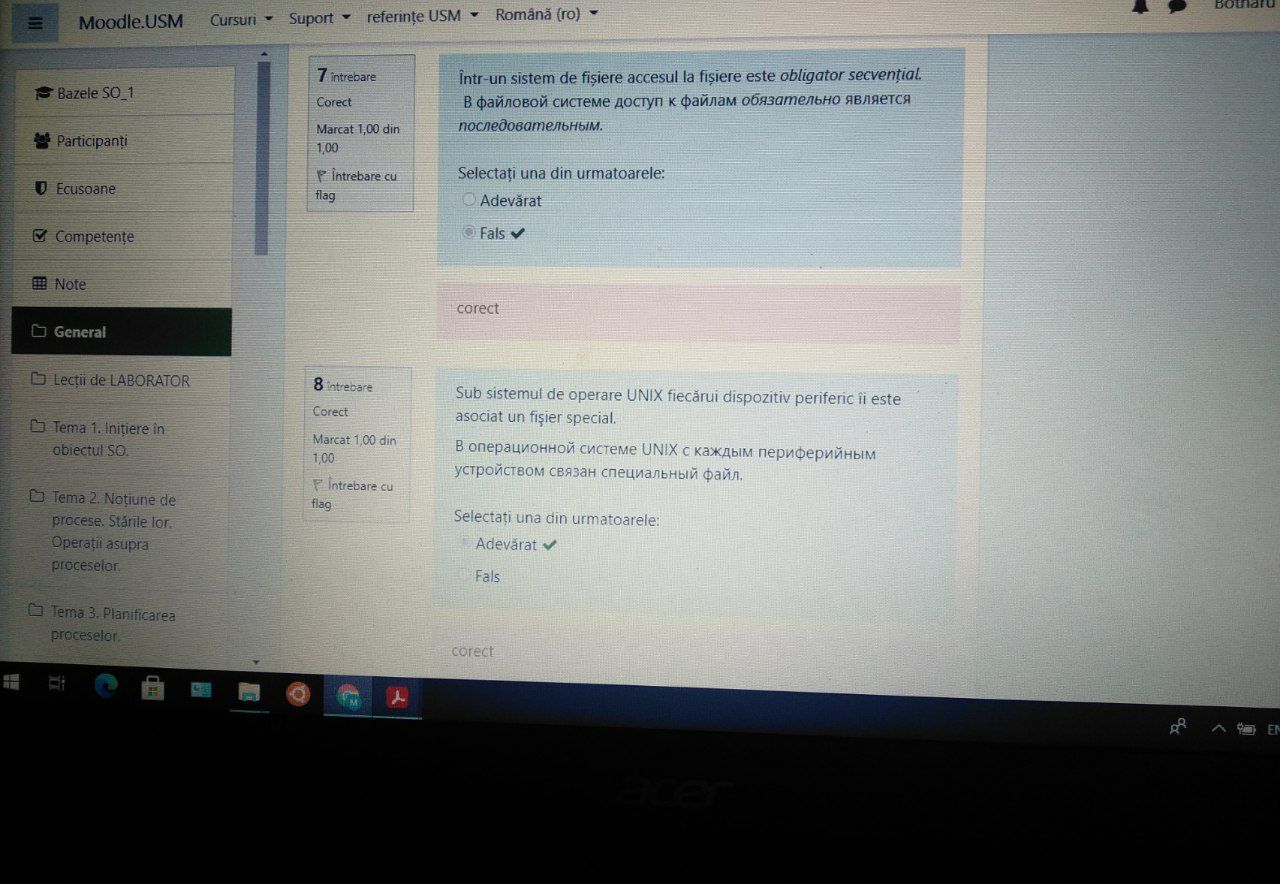 Moodle.USM
Cursuri
Suport
referințe USM
Română (ro)
Botnaru
Bazele SO_1
Participanți
Ecusoane
Competențe
Note
General
Lecții de LABORATOR
Tema 1. Inițiere în
obiectul SO.
Tema 2. Noțiune de
procese. Stările lor.
Operații asupra
proceselor.
Tema 3. Planificarea
proceselor.
7 întrebare
Corect
Marcat 1,00 din
1,00
Întrebare cu
flag
Într-un sistem de fișiere accesul la fișiere este obligator secvențial.
В файловой системе доступ к файлам обязательно является
последовательным.
Selectați una din urmatoarele:
Adevărat
Fals
corect
8 întrebare
Corect
Marcat 1,00 din
1,00
Întrebare cu
flag
Sub sistemul de operare UNIX fiecărui dispozitiv periferic îi este
asociat un fişier special.
В операционной системе UNIX с каждым периферийным
устройством связан специальный файл.
Selectați una din urmatoarele:
Adevărat
Fals
corect
M
acer